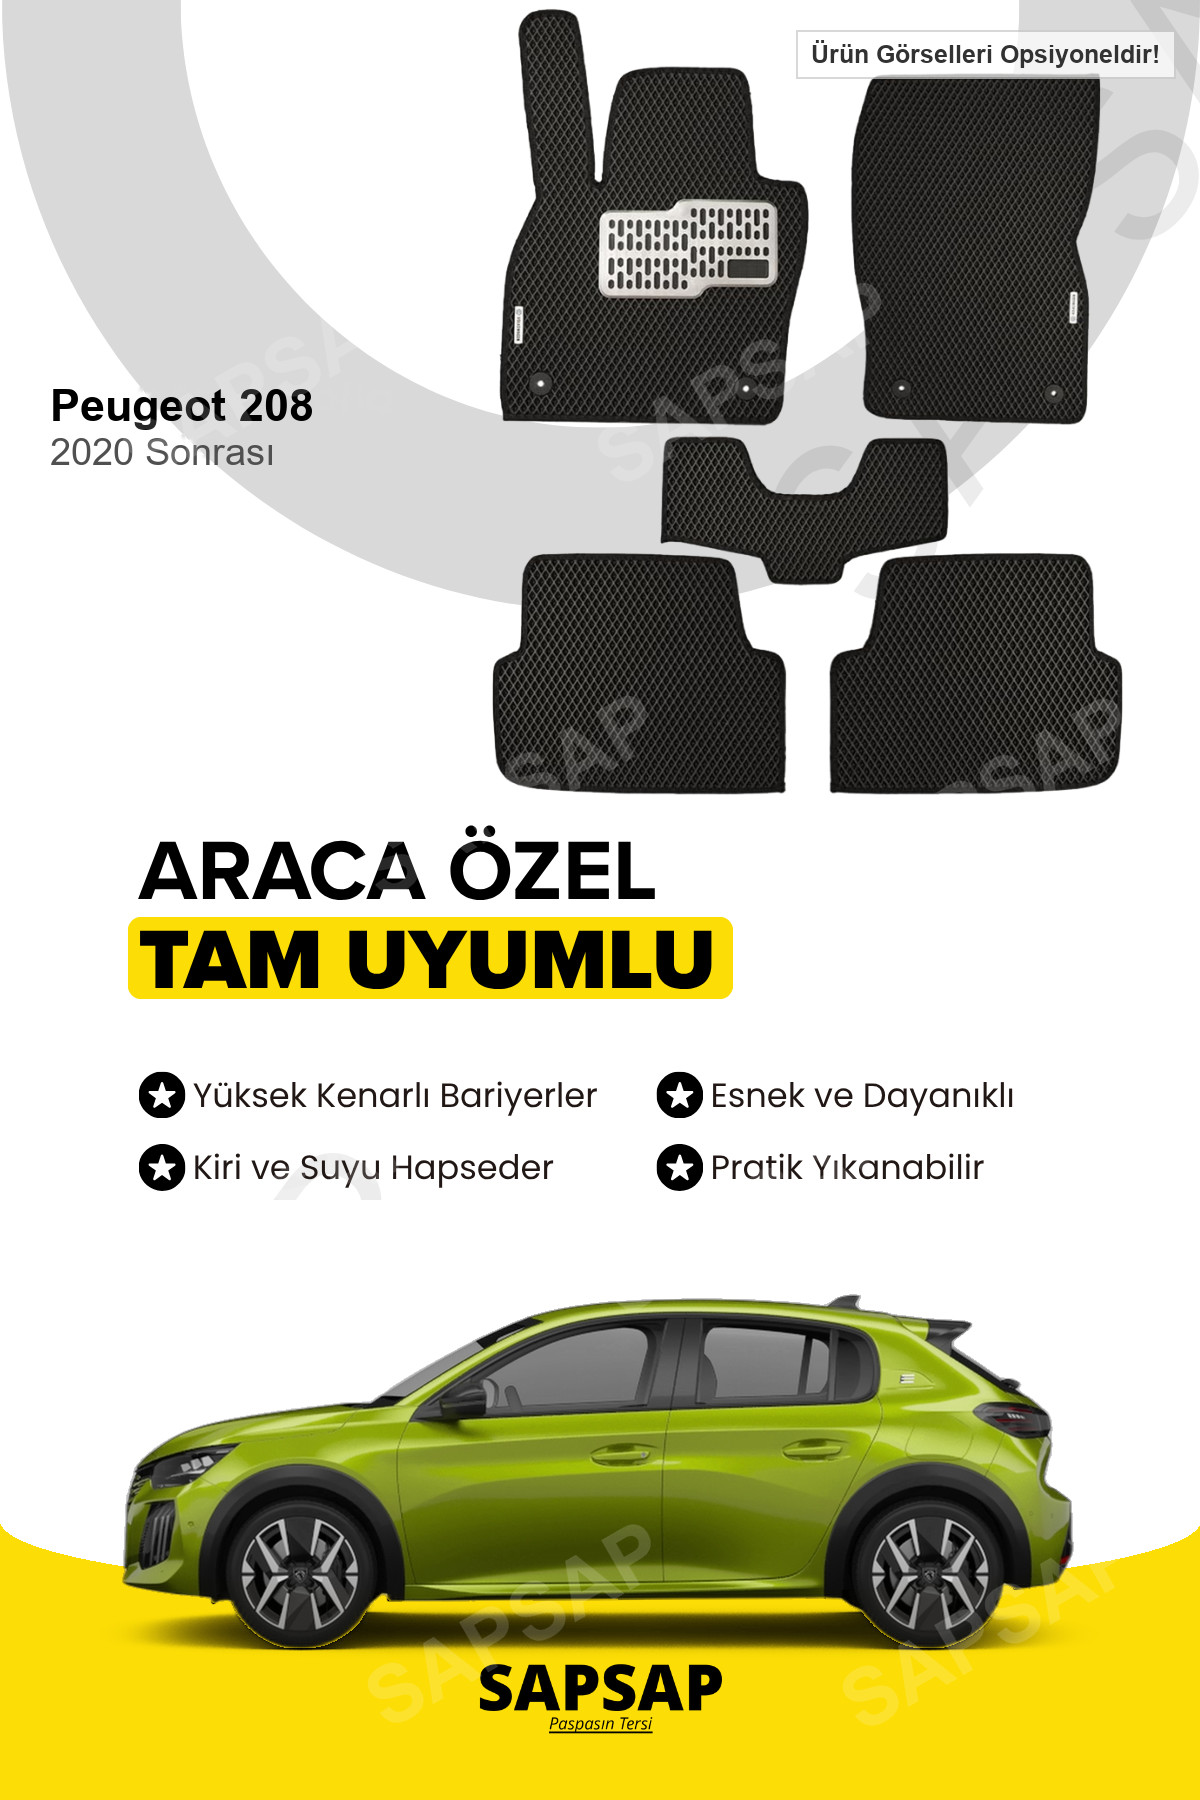 Ürün Görselleri Opsiyoneldir!
Peugeot 208
2020 Sonrası
ARACA ÖZEL
TAM UYUMLU
Yüksek Kenarlı Bariyerler
Esnek ve Dayanıklı
Kiri ve Suyu Hapseder
Pratik Yıkanabilir
SAPSAP
Paspasın Tersi